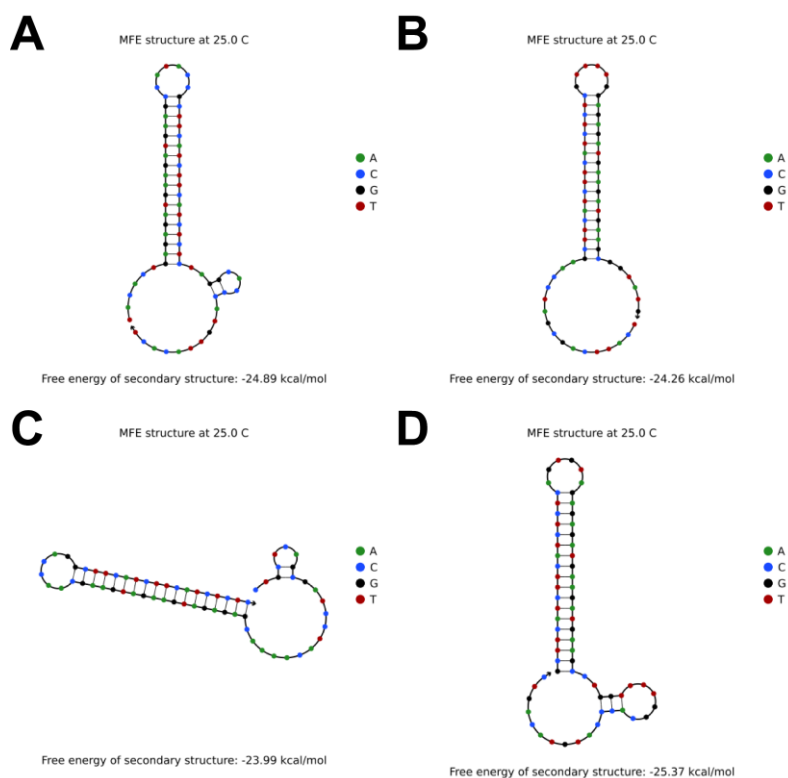 A
MFE structure at 25.0 C
A
C
G
T
Free energy of secondary structure: -24.89 kcal/mol
B
MFE structure at 25.0 C
A
C
G
T
Free energy of secondary structure: -24.26 kcal/mol
C
MFE structure at 25.0 C
A
C
G
T
Free energy of secondary structure: -23.99 kcal/mol
D
MFE structure at 25.0 C
A
C
G
T
Free energy of secondary structure: -25.37 kcal/mol